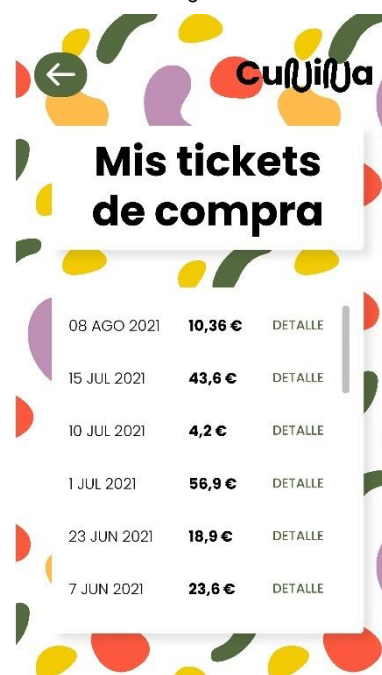 CuNiNa
Mis tickets
de compra
08 AGO 2021 10,36 € DETALLE
15 JUL 2021 43,6 € DETALLE
10 JUL 2021 4,2 € DETALLE
1 JUL 2021 56,9 € DETALLE
23 JUN 2021 18,9 € DETALLE
7 JUN 2021 23,6 € DETALLE